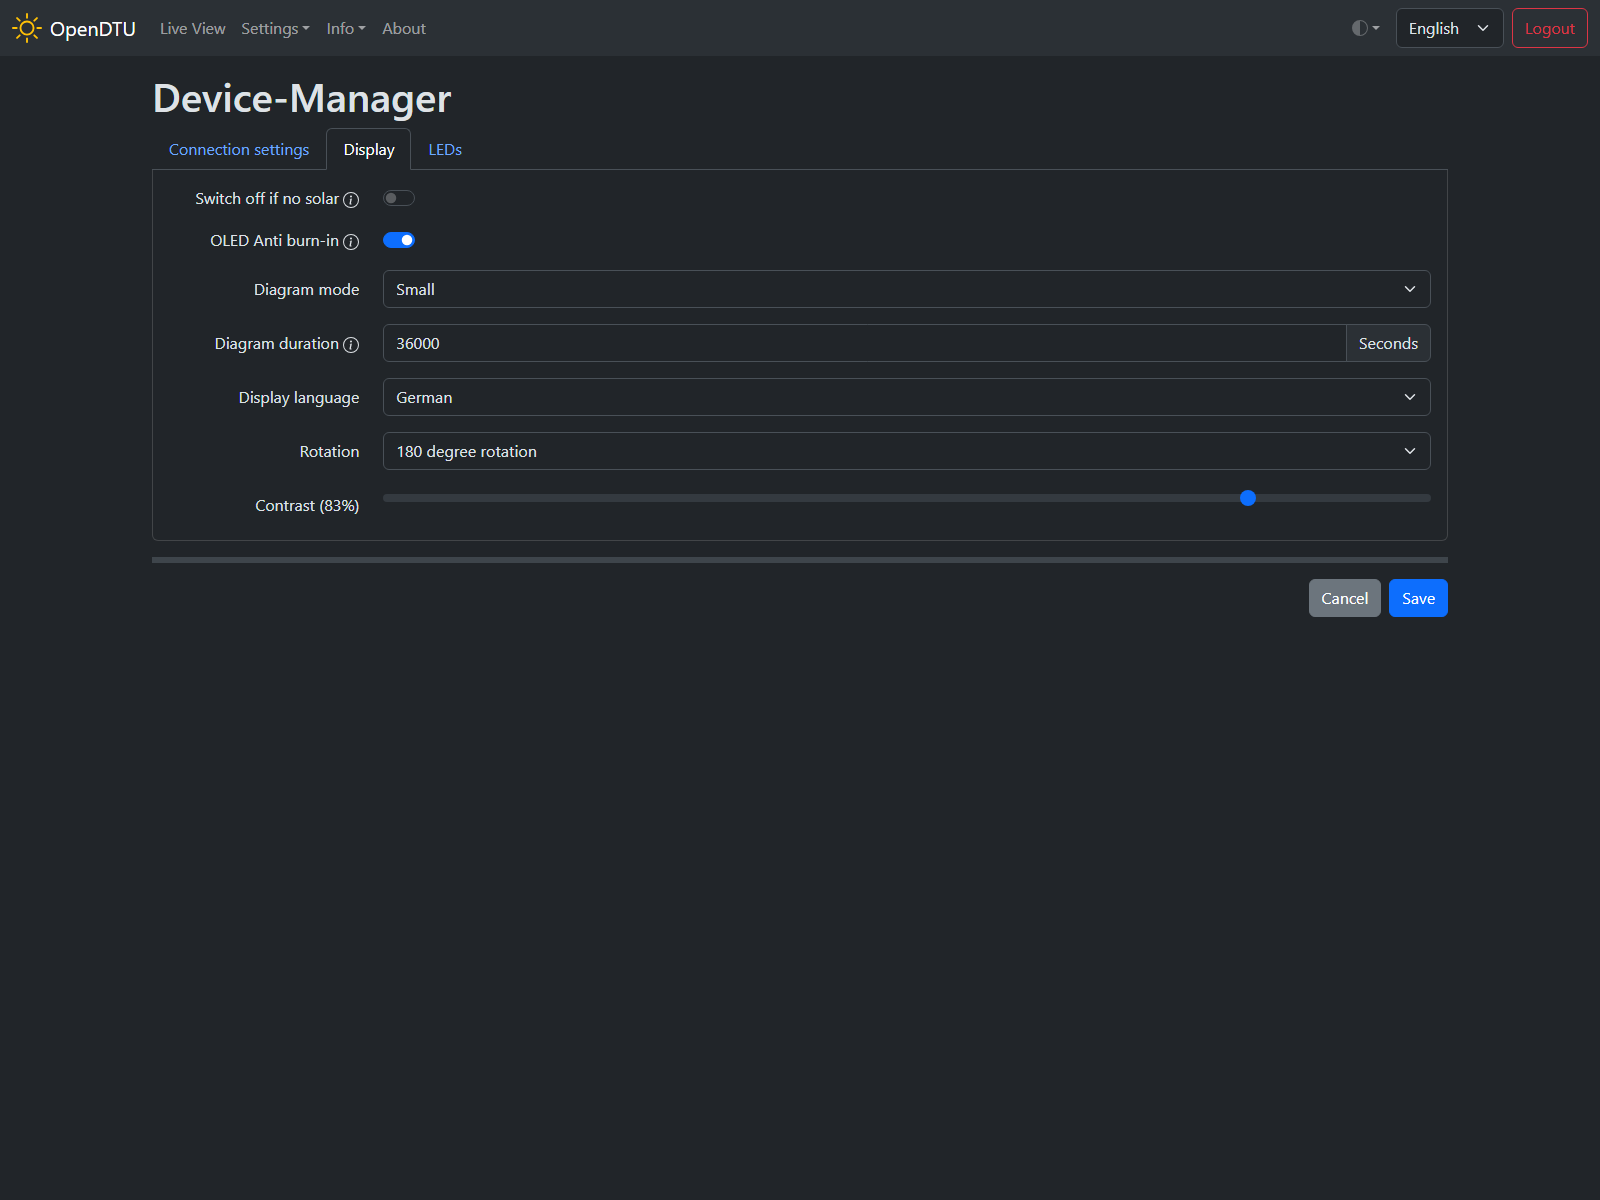 OpenDTU Live View Settings Info About English Logout
Device-Manager
Connection settings Display LEDs
Switch off if no solar
OLED Anti burn-in
Diagram mode Small
Diagram duration 36000 Seconds
Display language German
Rotation 180 degree rotation
Contrast (83%)
Cancel Save